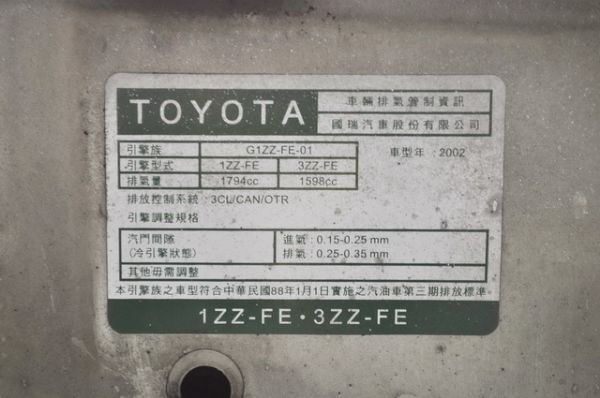 TOYOTA
車輛排氣管制資訊
國瑞汽車股份有限公司
引擎族 G1ZZ-FE-01
車型年：2002
引擎型式 1ZZ-FE 3ZZ-FE
排氣量 1794cc 1598cc
排放控制系統：3CL/CAN/OTR
引擎調整規格
汽門間隙 進氣：0.15-0.25 mm
(冷引擎狀態) 排氣：0.25-0.35 mm
其他毋需調整
本引擎族之車型符合中華民國88年1月1日實施之汽油車第三期排放標準。
1ZZ-FE・3ZZ-FE